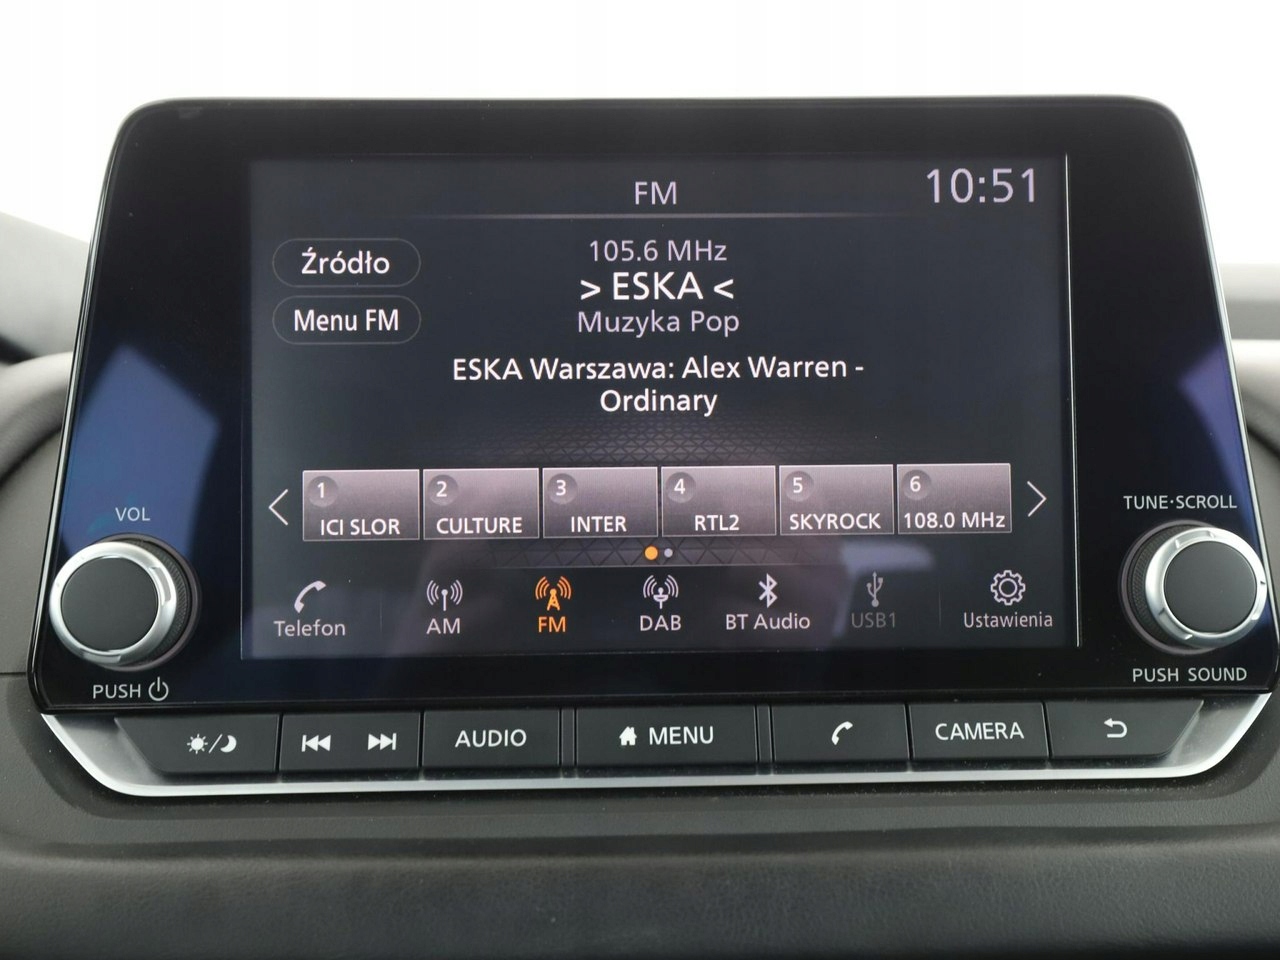 FM
10:51
Źródło
Menu FM
105.6 MHz
> ESKA <
Muzyka Pop
ESKA Warszawa: Alex Warren -
Ordinary
1 ICI SLOR
2 CULTURE
3 INTER
4 RTL2
5 SKYROCK
6 108.0 MHz
Telefon
AM
FM
DAB
BT Audio
USB1
Ustawienia
VOL
PUSH
TUNE·SCROLL
PUSH SOUND
AUDIO
MENU
CAMERA